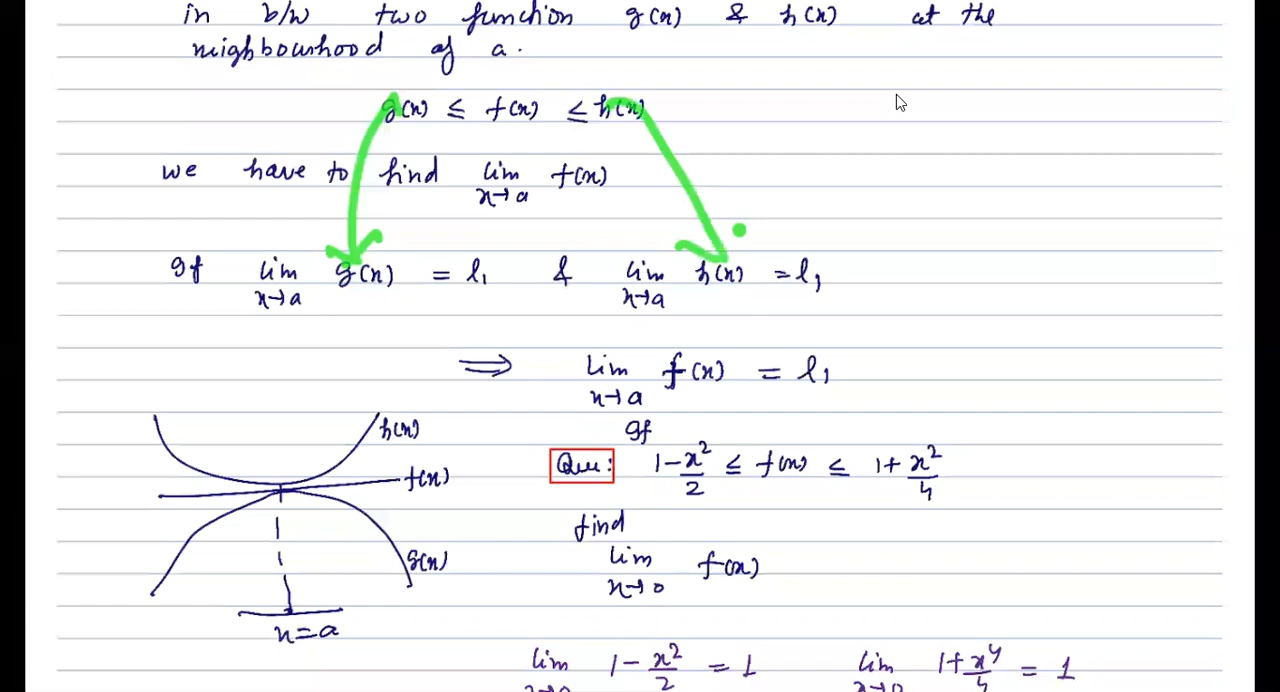 in b/w two function g(x) & h(x) at the
neighbourhood of a.
g(x) ≤ f(x) ≤ h(x)
we have to find lim x→a f(x)
If lim x→a g(x) = l₁ & lim x→a h(x) = l₁
⟹ lim x→a f(x) = l₁
If
Que: 1 - x²/2 ≤ f(x) ≤ 1 + x²/4
find
lim x→0 f(x)
h(x)
f(x)
g(x)
x=a
lim x→0 1 - x²/2 = 1 lim x→0 1 + x⁴/4 = 1